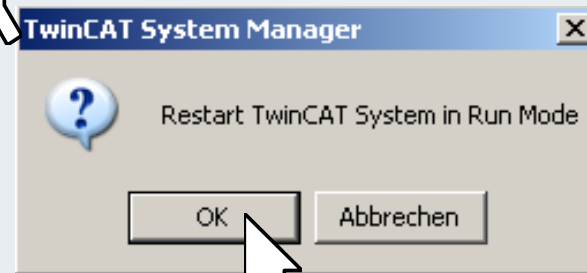 TwinCAT System Manager
Restart TwinCAT System in Run Mode
OK
Abbrechen